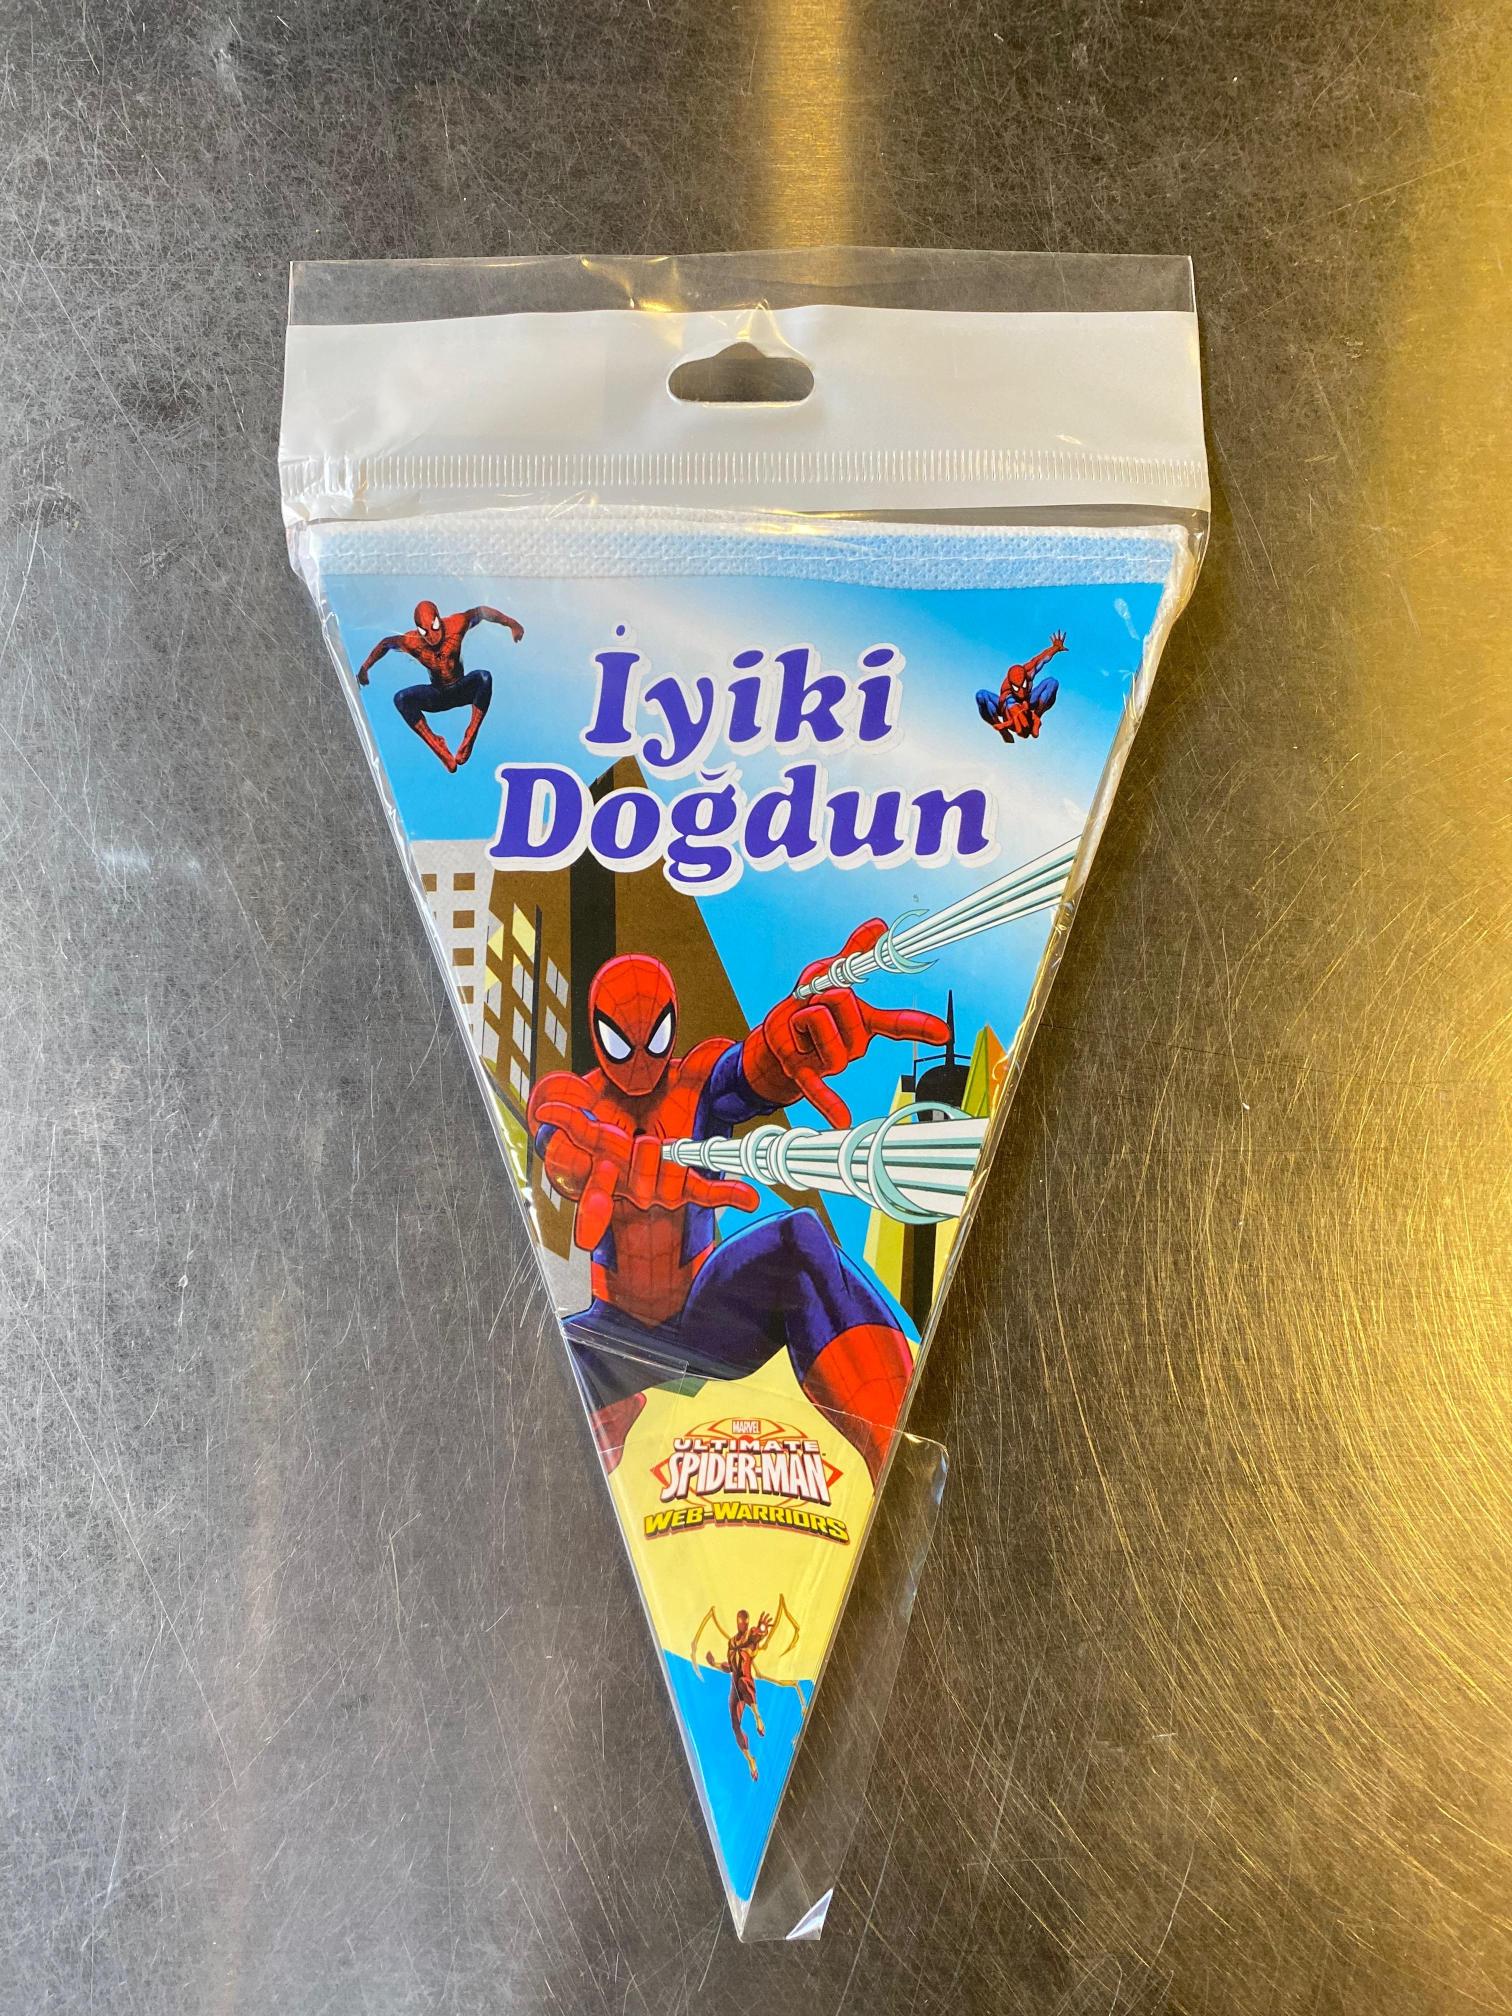 İyiki
Doğdun
MARVEL
ULTIMATE
SPIDER-MAN
WEB-WARRIORS